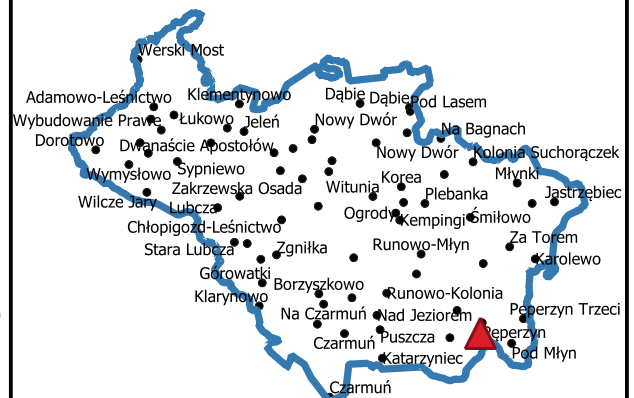 Werski Most
Adamowo-Leśnictwo
Klementynowo
Dąbie
Dąbie
Pod Lasem
Wybudowanie Prawe
Łukowo
Jeleń
Nowy Dwór
Na Bagnach
Dorotowo
Dwanaście Apostołów
Nowy Dwór
Kolonia Suchorączek
Wymysłowo
Sypniewo
Korea
Młynki
Zakrzewska Osada
Witunia
Plebanka
Jastrzębiec
Wilcze Jary
Lubcza
Ogrody
Kempingi
Śmiłowo
Chłopigozd-Leśnictwo
Stara Lubcza
Zgniłka
Runowo-Młyn
Za Torem
Karolewo
Górowatki
Borzyszkowo
Klarynowo
Runowo-Kolonia
Na Czarmuń
Nad Jeziorem
Peperzyn Trzeci
Czarmuń
Puszcza
Peperzyn
Katarzyniec
Pod Młyn
Czarmuń